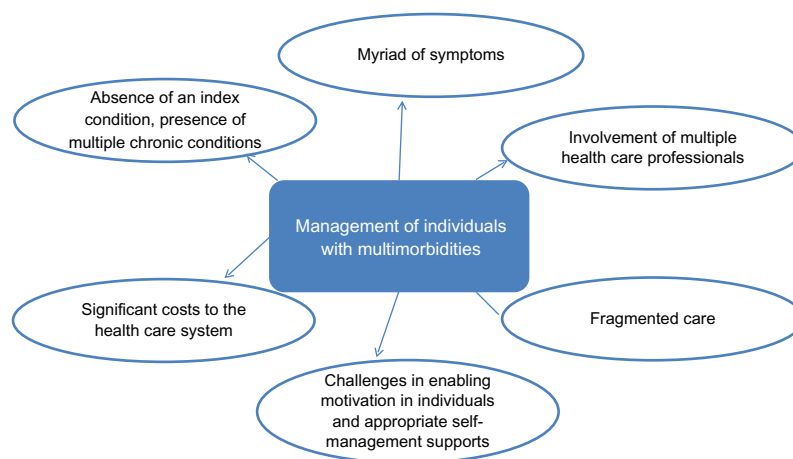 Myriad of symptoms
Absence of an index
condition, presence of
multiple chronic conditions
Involvement of multiple
health care professionals
Management of individuals
with multimorbidities
Significant costs to the
health care system
Fragmented care
Challenges in enabling
motivation in individuals
and appropriate self-
management supports